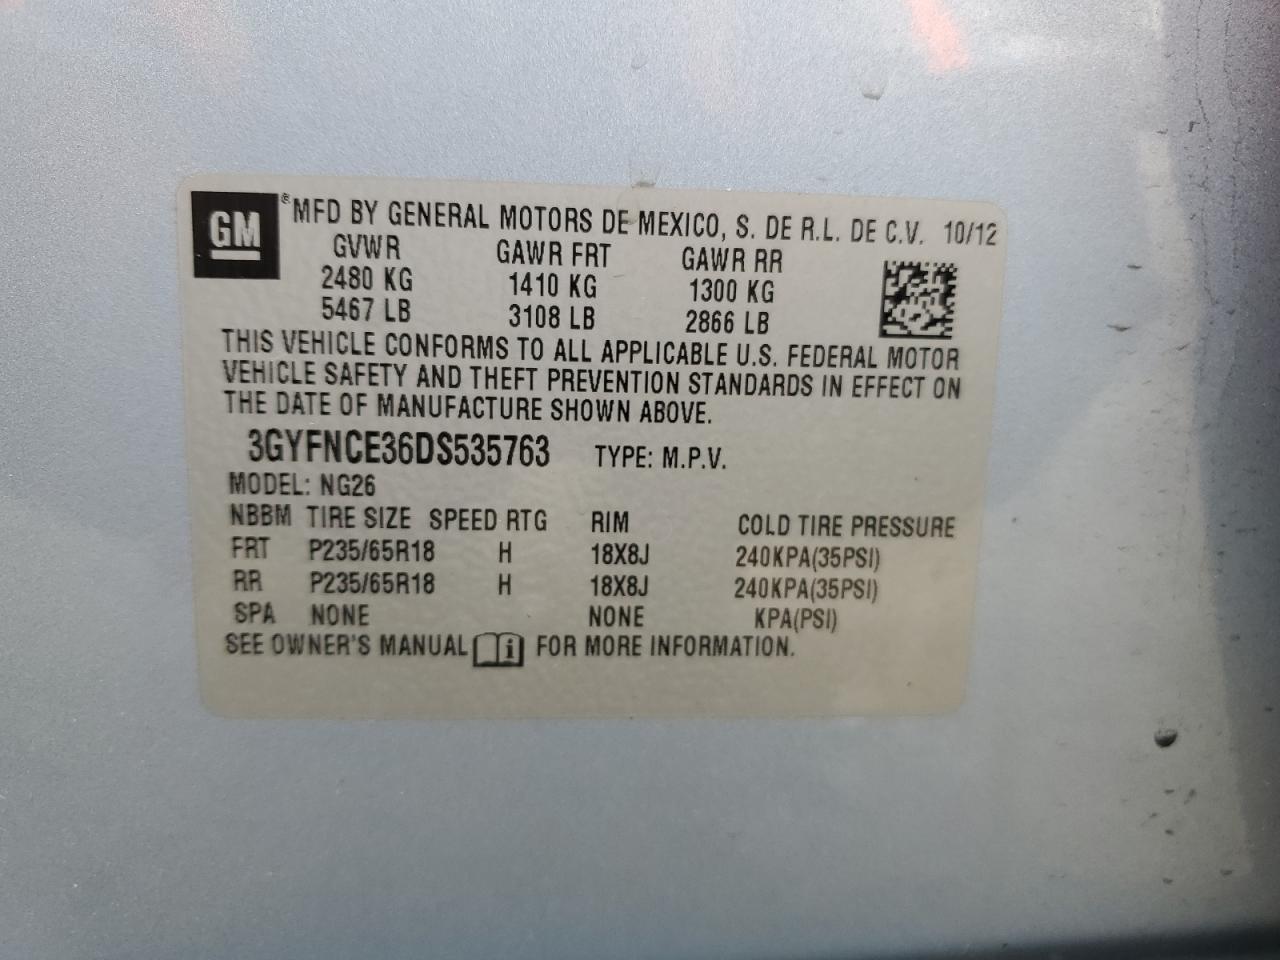 GM ® MFD BY GENERAL MOTORS DE MEXICO, S. DE R.L. DE C.V. 10/12
GVWR GAWR FRT GAWR RR
2480 KG 1410 KG 1300 KG
5467 LB 3108 LB 2866 LB
THIS VEHICLE CONFORMS TO ALL APPLICABLE U.S. FEDERAL MOTOR
VEHICLE SAFETY AND THEFT PREVENTION STANDARDS IN EFFECT ON
THE DATE OF MANUFACTURE SHOWN ABOVE.
3GYFNCE36DS535763 TYPE: M.P.V.
MODEL: NG26
NBBM TIRE SIZE SPEED RTG RIM COLD TIRE PRESSURE
FRT P235/65R18 H 18X8J 240KPA(35PSI)
RR P235/65R18 H 18X8J 240KPA(35PSI)
SPA NONE NONE KPA(PSI)
SEE OWNER'S MANUAL i FOR MORE INFORMATION.